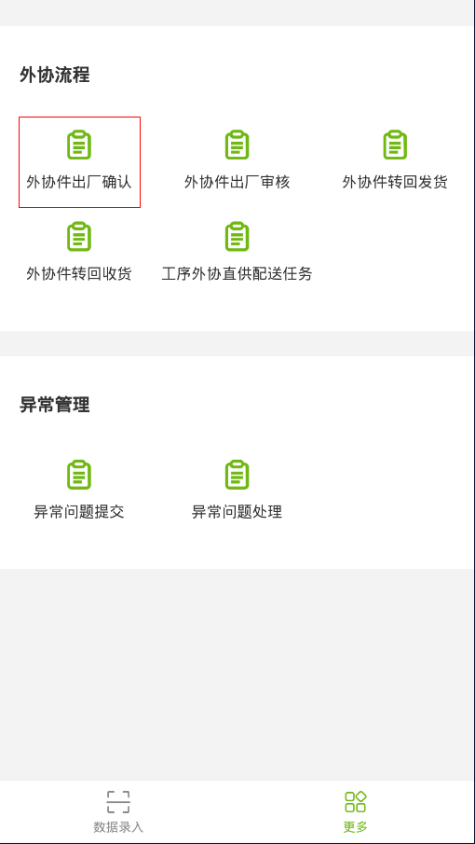 外协流程
外协件出厂确认
外协件出厂审核
外协件转回发货
外协件转回收货
工序外协直供配送任务
异常管理
异常问题提交
异常问题处理
数据录入
更多